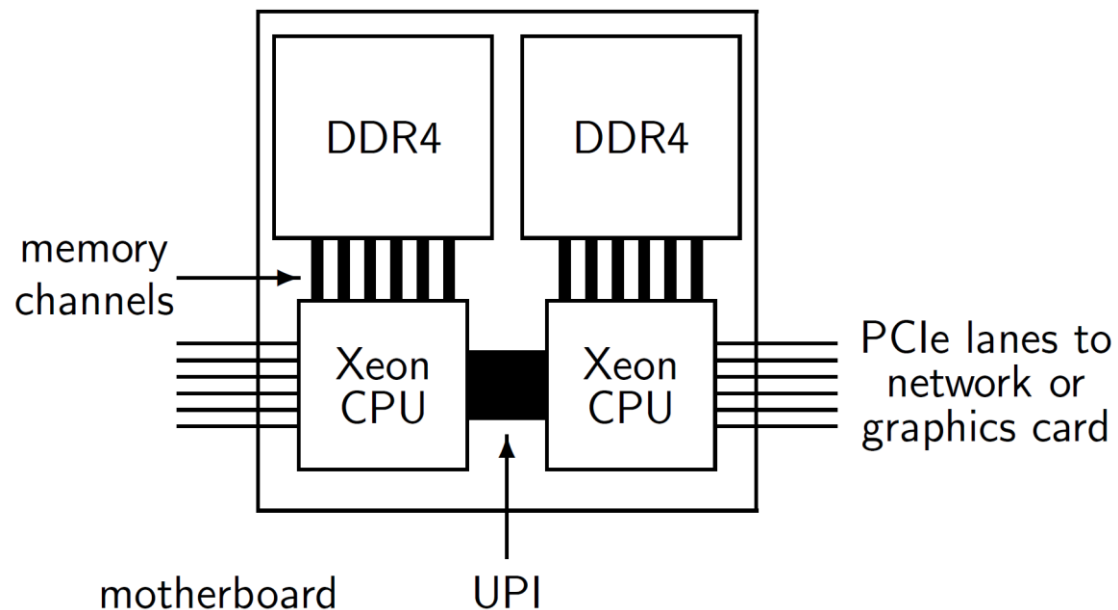 DDR4
DDR4
memory
channels
Xeon
CPU
Xeon
CPU
PCIe lanes to
network or
graphics card
motherboard
UPI